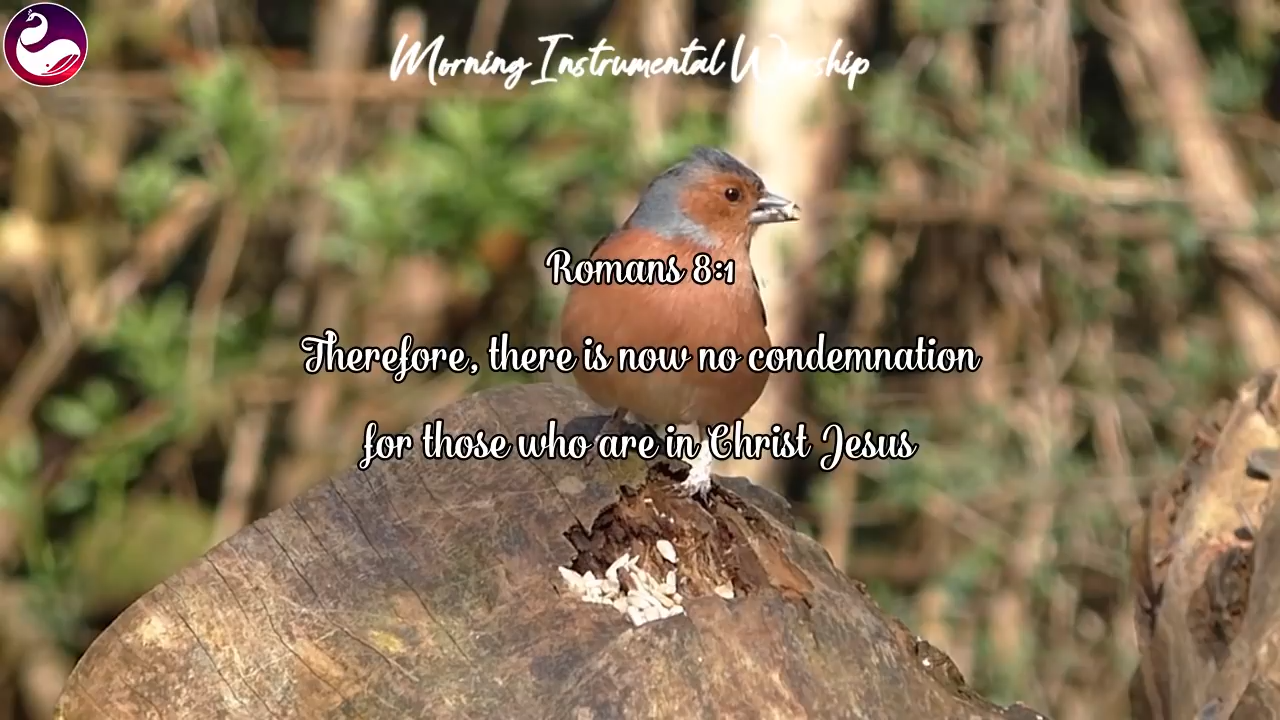 Morning Instrumental Worship
Romans 8:1
Therefore, there is now no condemnation
for those who are in Christ Jesus